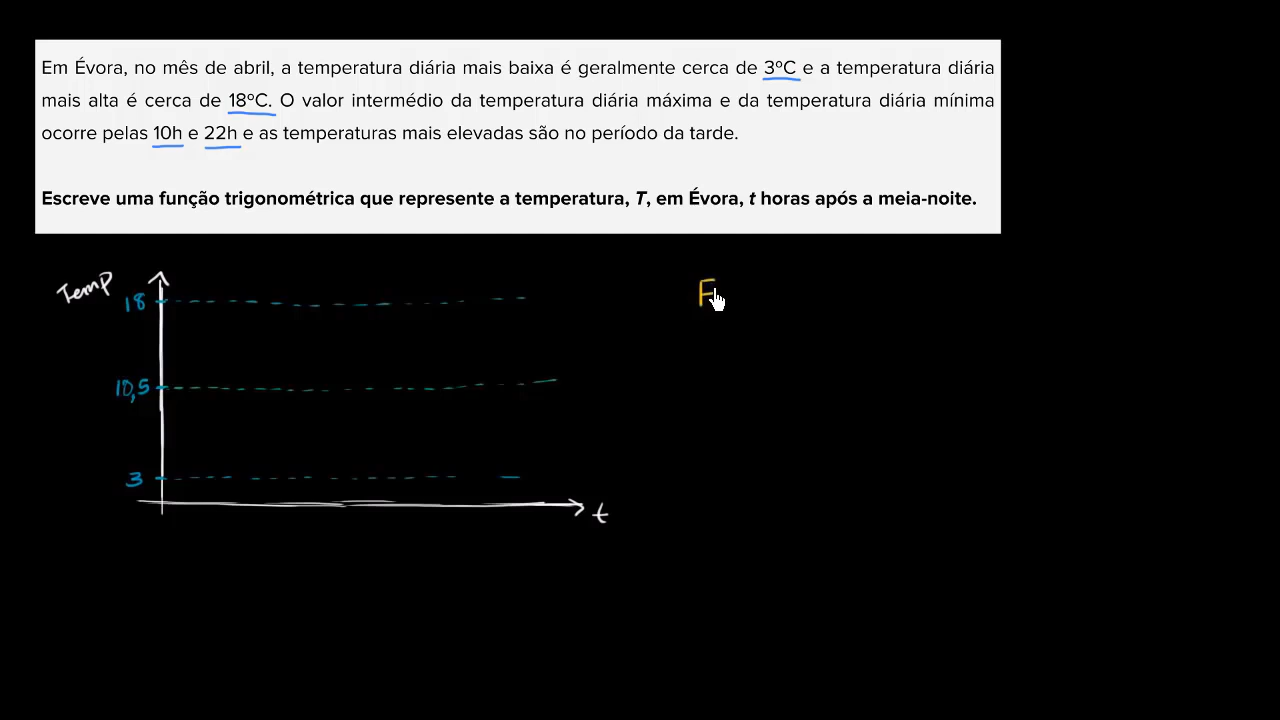 Em Évora, no mês de abril, a temperatura diária mais baixa é geralmente cerca de 3ºC e a temperatura diária
mais alta é cerca de 18ºC. O valor intermédio da temperatura diária máxima e da temperatura diária mínima
ocorre pelas 10h e 22h e as temperaturas mais elevadas são no período da tarde.
Escreve uma função trigonométrica que represente a temperatura, T, em Évora, t horas após a meia-noite.
Temp
18
F
10,5
3
t